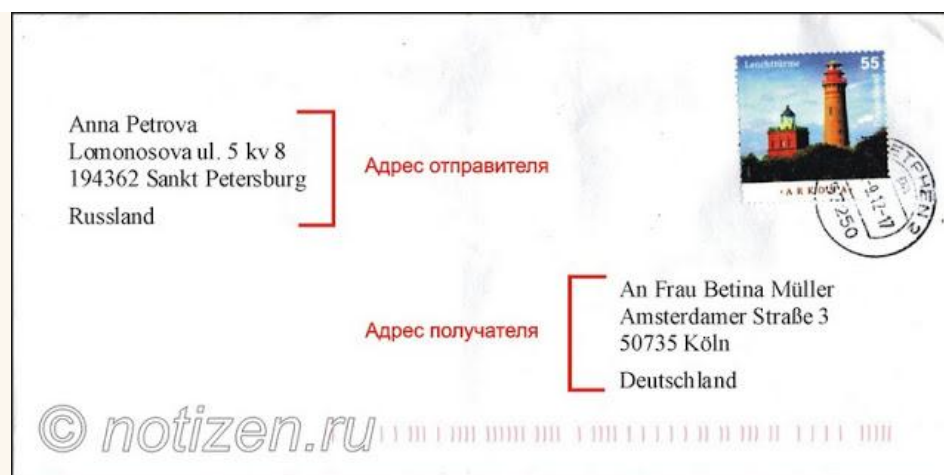 Leuchttürme 55
Anna Petrova
Lomonosova ul. 5 kv 8
194362 Sankt Petersburg
Russland
Адрес отправителя
ARKONA
An Frau Betina Müller
Amsterdamer Straße 3
50735 Köln
Deutschland
Адрес получателя
© notizen.ru